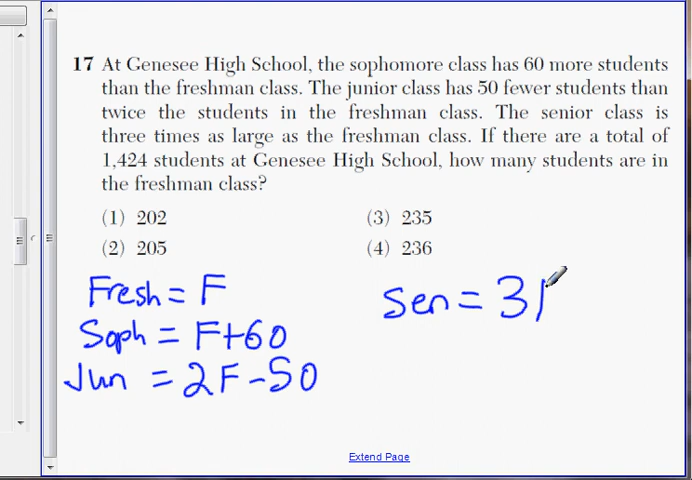 17 At Genesee High School, the sophomore class has 60 more students
than the freshman class. The junior class has 50 fewer students than
twice the students in the freshman class. The senior class is
three times as large as the freshman class. If there are a total of
1,424 students at Genesee High School, how many students are in
the freshman class?
(1) 202 (3) 235
(2) 205 (4) 236
Fresh = F
Soph = F+60
Jun = 2F-50
Sen = 3
Extend Page